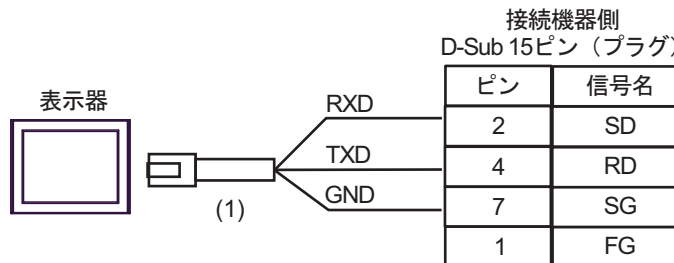 接続機器側
D-Sub 15ピン（プラグ）
ピン 信号名
表示器
RXD
2 SD
TXD
4 RD
GND
7 SG
(1)
1 FG